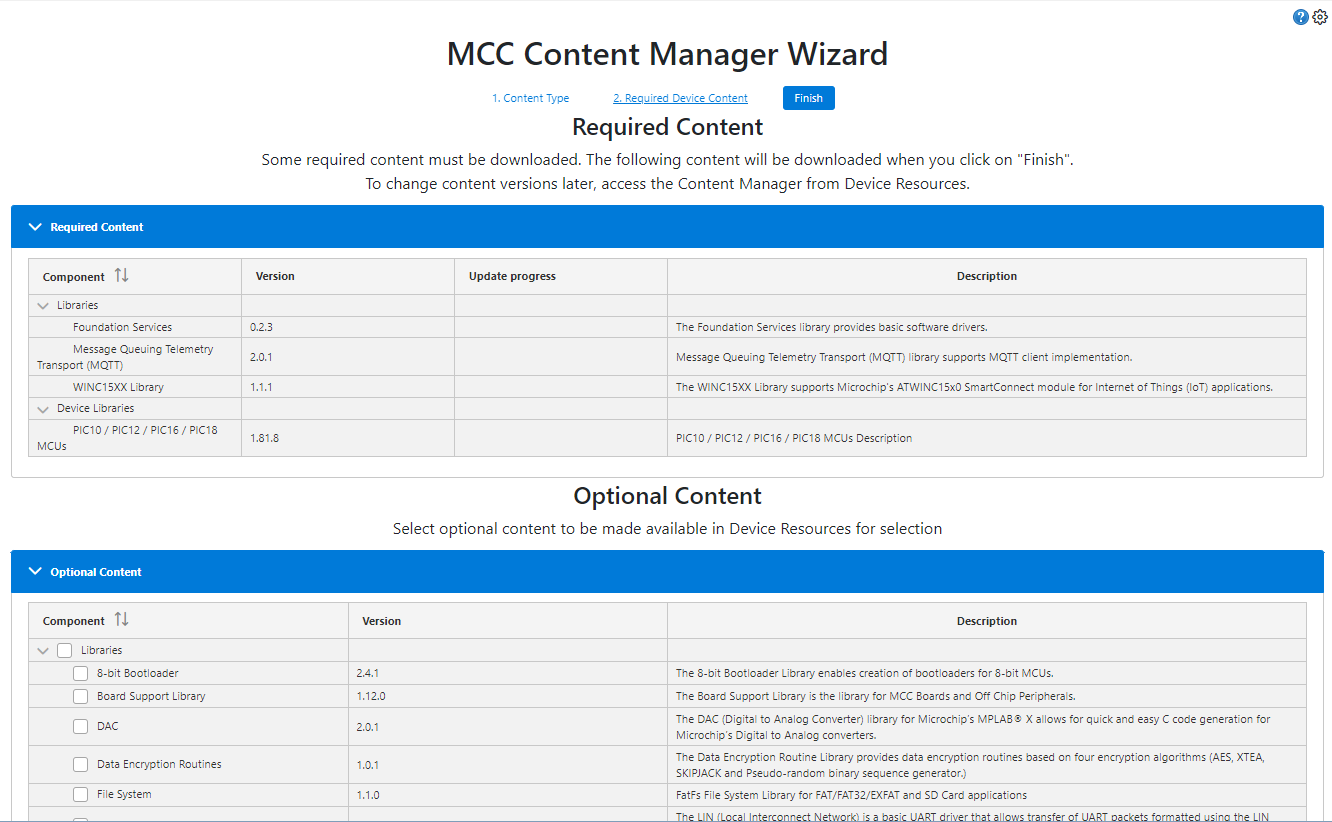 MCC Content Manager Wizard
1. Content Type 2. Required Device Content Finish
Required Content
Some required content must be downloaded. The following content will be downloaded when you click on "Finish".
To change content versions later, access the Content Manager from Device Resources.
Required Content
Component Version Update progress Description
Libraries
Foundation Services 0.2.3 The Foundation Services library provides basic software drivers.
Message Queuing Telemetry
Transport (MQTT) 2.0.1 Message Queuing Telemetry Transport (MQTT) library supports MQTT client implementation.
WINC15XX Library 1.1.1 The WINC15XX Library supports Microchip's ATWINC15x0 SmartConnect module for Internet of Things (IoT) applications.
Device Libraries
PIC10 / PIC12 / PIC16 / PIC18
MCUs 1.81.8 PIC10 / PIC12 / PIC16 / PIC18 MCUs Description
Optional Content
Select optional content to be made available in Device Resources for selection
Optional Content
Component Version Description
Libraries
8-bit Bootloader 2.4.1 The 8-bit Bootloader Library enables creation of bootloaders for 8-bit MCUs.
Board Support Library 1.12.0 The Board Support Library is the library for MCC Boards and Off Chip Peripherals.
DAC 2.0.1 The DAC (Digital to Analog Converter) library for Microchip's MPLAB® X allows for quick and easy C code generation for
Microchip's Digital to Analog converters.
Data Encryption Routines 1.0.1 The Data Encryption Routine Library provides data encryption routines based on four encryption algorithms (AES, XTEA,
SKIPJACK and Pseudo-random binary sequence generator.)
File System 1.1.0 FatFs File System Library for FAT/FAT32/EXFAT and SD Card applications
The LIN (Local Interconnect Network) is a basic UART driver that allows transfer of UART packets formatted using the LIN